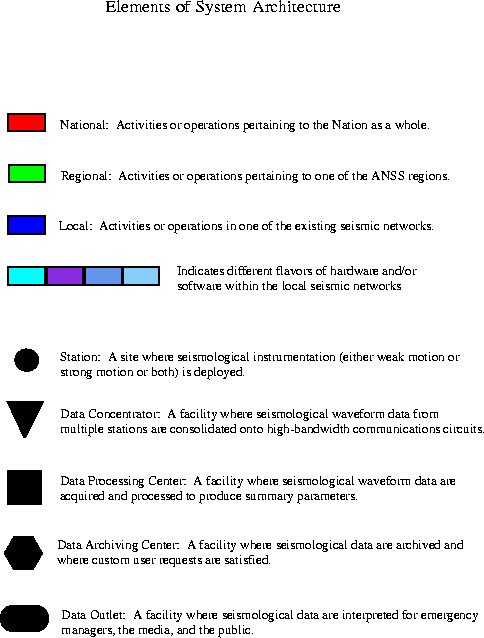 Elements of System Architecture
National: Activities or operations pertaining to the Nation as a whole.
Regional: Activities or operations pertaining to one of the ANSS regions.
Local: Activities or operations in one of the existing seismic networks.
Indicates different flavors of hardware and/or
software within the local seismic networks
Station: A site where seismological instrumentation (either weak motion or
strong motion or both) is deployed.
Data Concentrator: A facility where seismological waveform data from
multiple stations are consolidated onto high-bandwidth communications circuits.
Data Processing Center: A facility where seismological waveform data are
acquired and processed to produce summary parameters.
Data Archiving Center: A facility where seismological data are archived and
where custom user requests are satisfied.
Data Outlet: A facility where seismological data are interpreted for emergency
managers, the media, and the public.